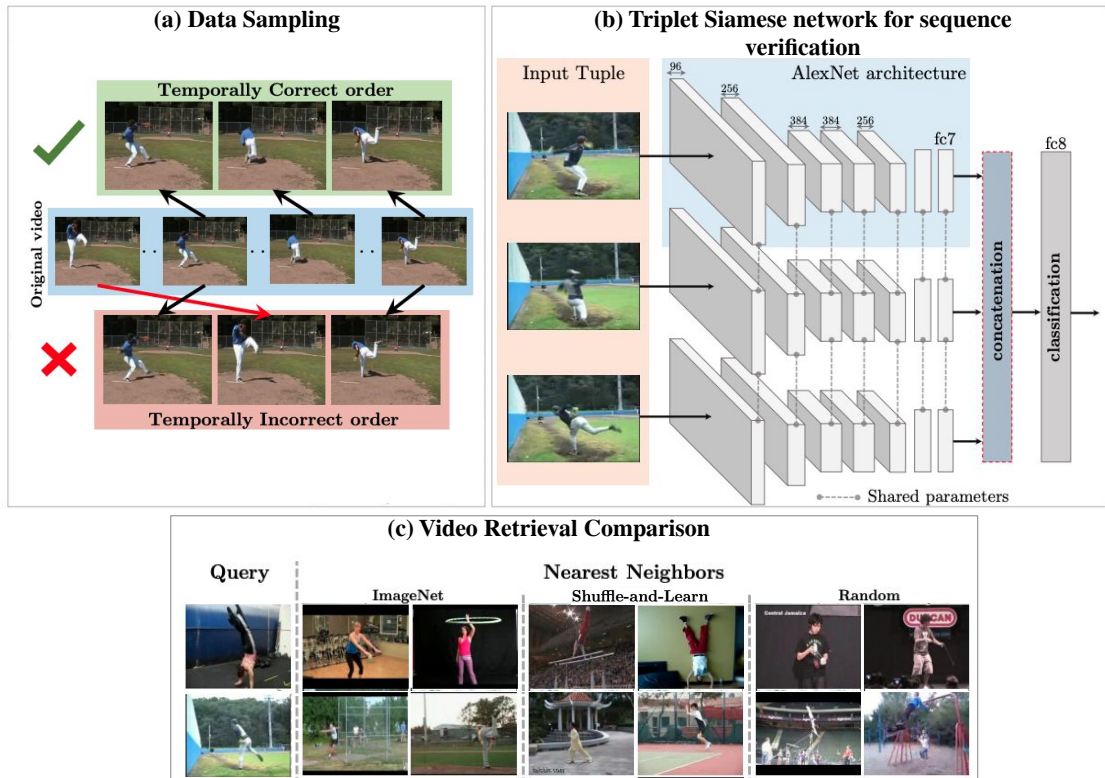 (a) Data Sampling
Temporally Correct order
Original video
Temporally Incorrect order
(b) Triplet Siamese network for sequence
verification
Input Tuple
AlexNet architecture
96
256
384
384
256
fc7
fc8
concatenation
classification
Shared parameters
(c) Video Retrieval Comparison
Query
Nearest Neighbors
ImageNet
Shuffle-and-Learn
Random
Central Jamaica
DUNCAN